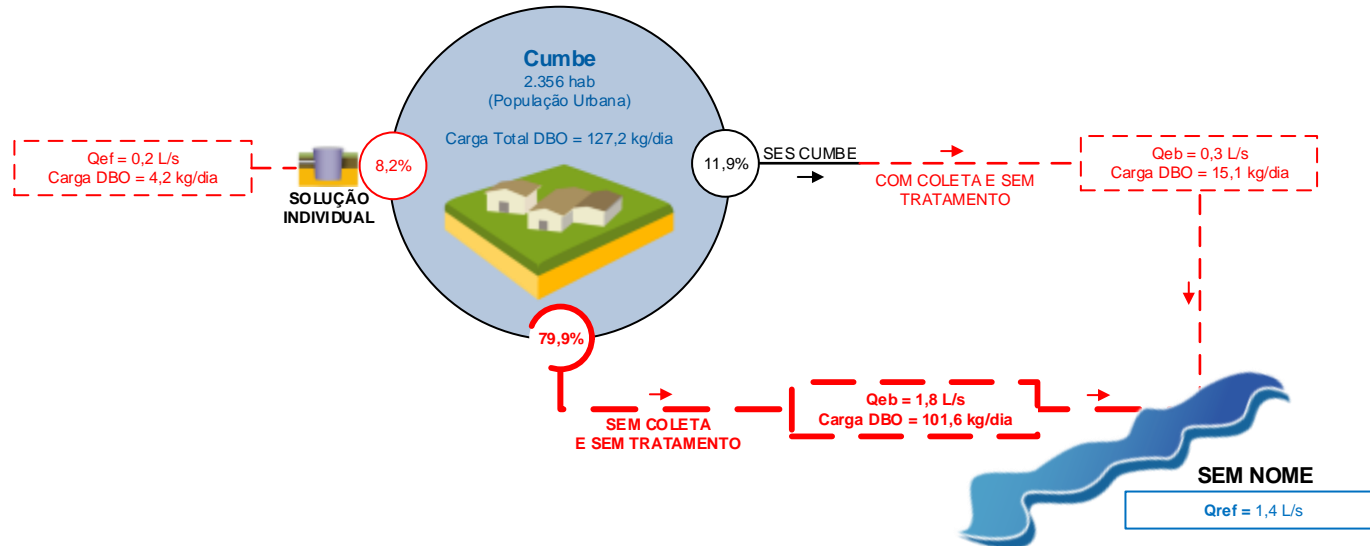 Cumbe
2.356 hab
(População Urbana)
Carga Total DBO = 127,2 kg/dia
Qef = 0,2 L/s
Carga DBO = 4,2 kg/dia
8,2%
SOLUÇÃO
INDIVIDUAL
11,9%
SES CUMBE
COM COLETA E SEM
TRATAMENTO
Qeb = 0,3 L/s
Carga DBO = 15,1 kg/dia
79,9%
SEM COLETA
E SEM TRATAMENTO
Qeb = 1,8 L/s
Carga DBO = 101,6 kg/dia
SEM NOME
Qref = 1,4 L/s